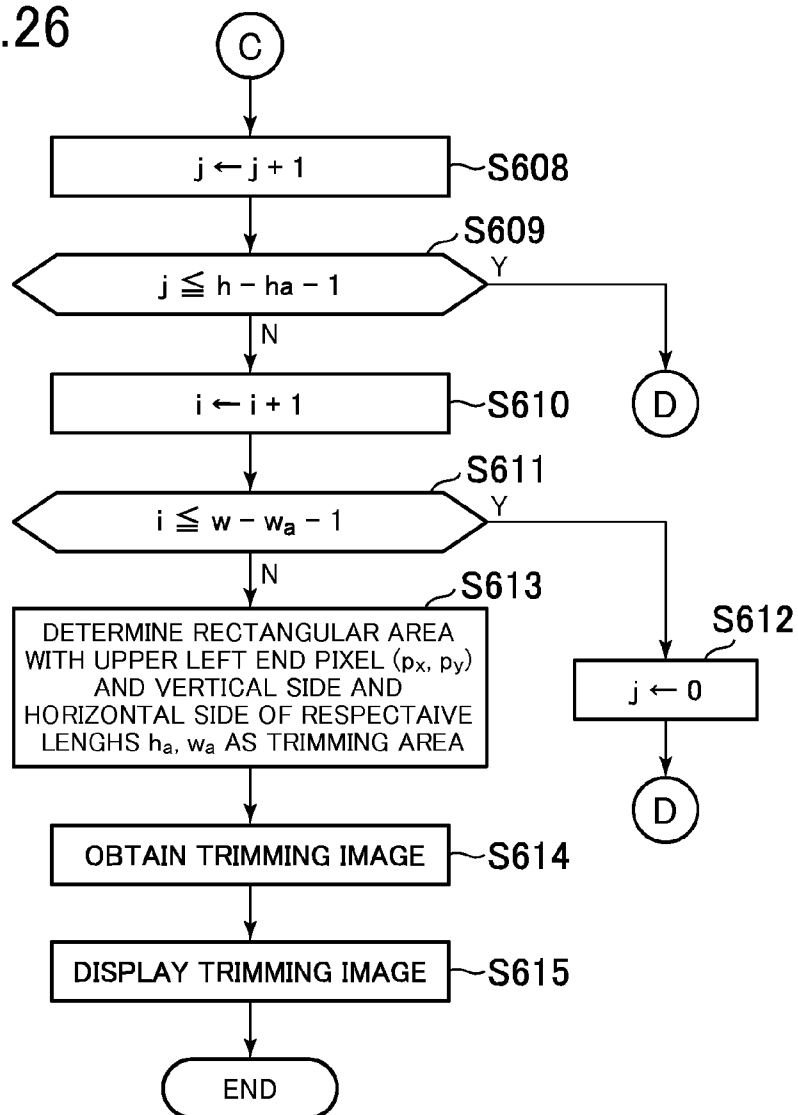 .26
C
j ← j + 1
S608
S609
j ≦ h − ha − 1
Y
N
D
i ← i + 1
S610
S611
i ≦ w − wa − 1
Y
N
S613
S612
DETERMINE RECTANGULAR AREA
WITH UPPER LEFT END PIXEL (px, py)
AND VERTICAL SIDE AND
HORIZONTAL SIDE OF RESPECTAIVE
LENGHS ha, wa AS TRIMMING AREA
j ← 0
D
OBTAIN TRIMMING IMAGE
S614
DISPLAY TRIMMING IMAGE
S615
END